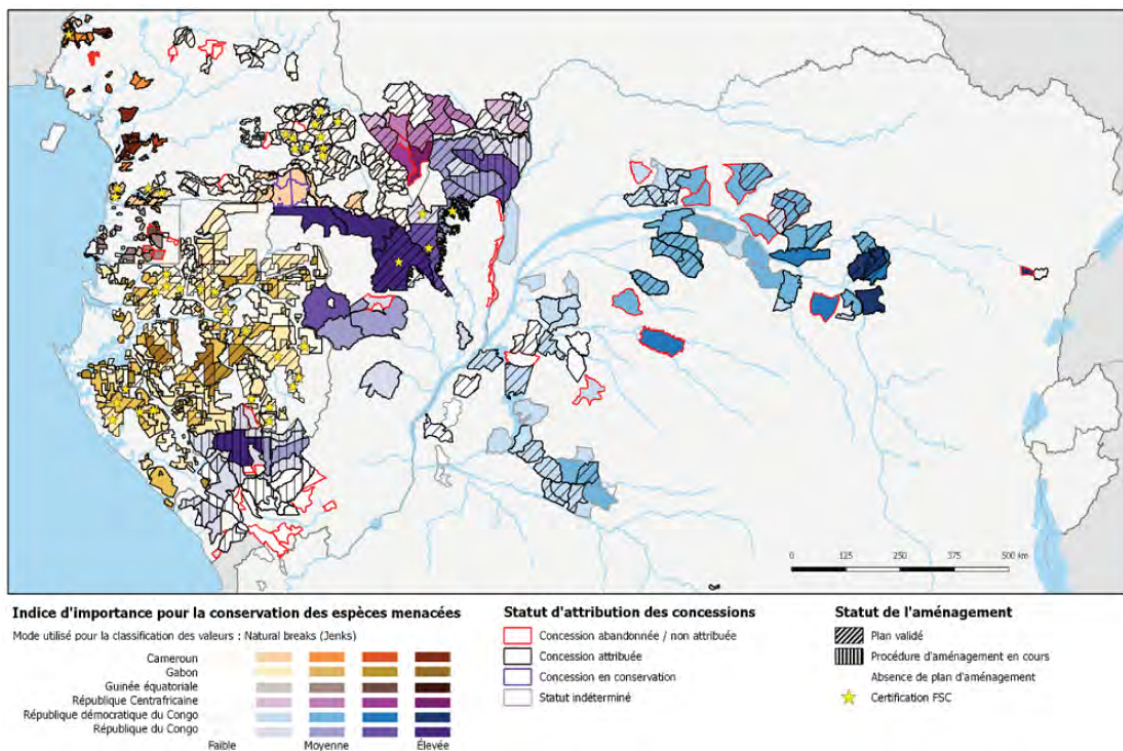 0 125 250 375 500 km
Indice d'importance pour la conservation des espèces menacées
Mode utilisé pour la classification des valeurs : Natural breaks (Jenks)
Cameroun
Gabon
Guinée équatoriale
République Centrafricaine
République démocratique du Congo
République du Congo
Faible Moyenne Élevée
Statut d'attribution des concessions
Concession abandonnée / non attribuée
Concession attribuée
Concession en conservation
Statut indéterminé
Statut de l'aménagement
Plan validé
Procédure d'aménagement en cours
Absence de plan d'aménagement
Certification FSC